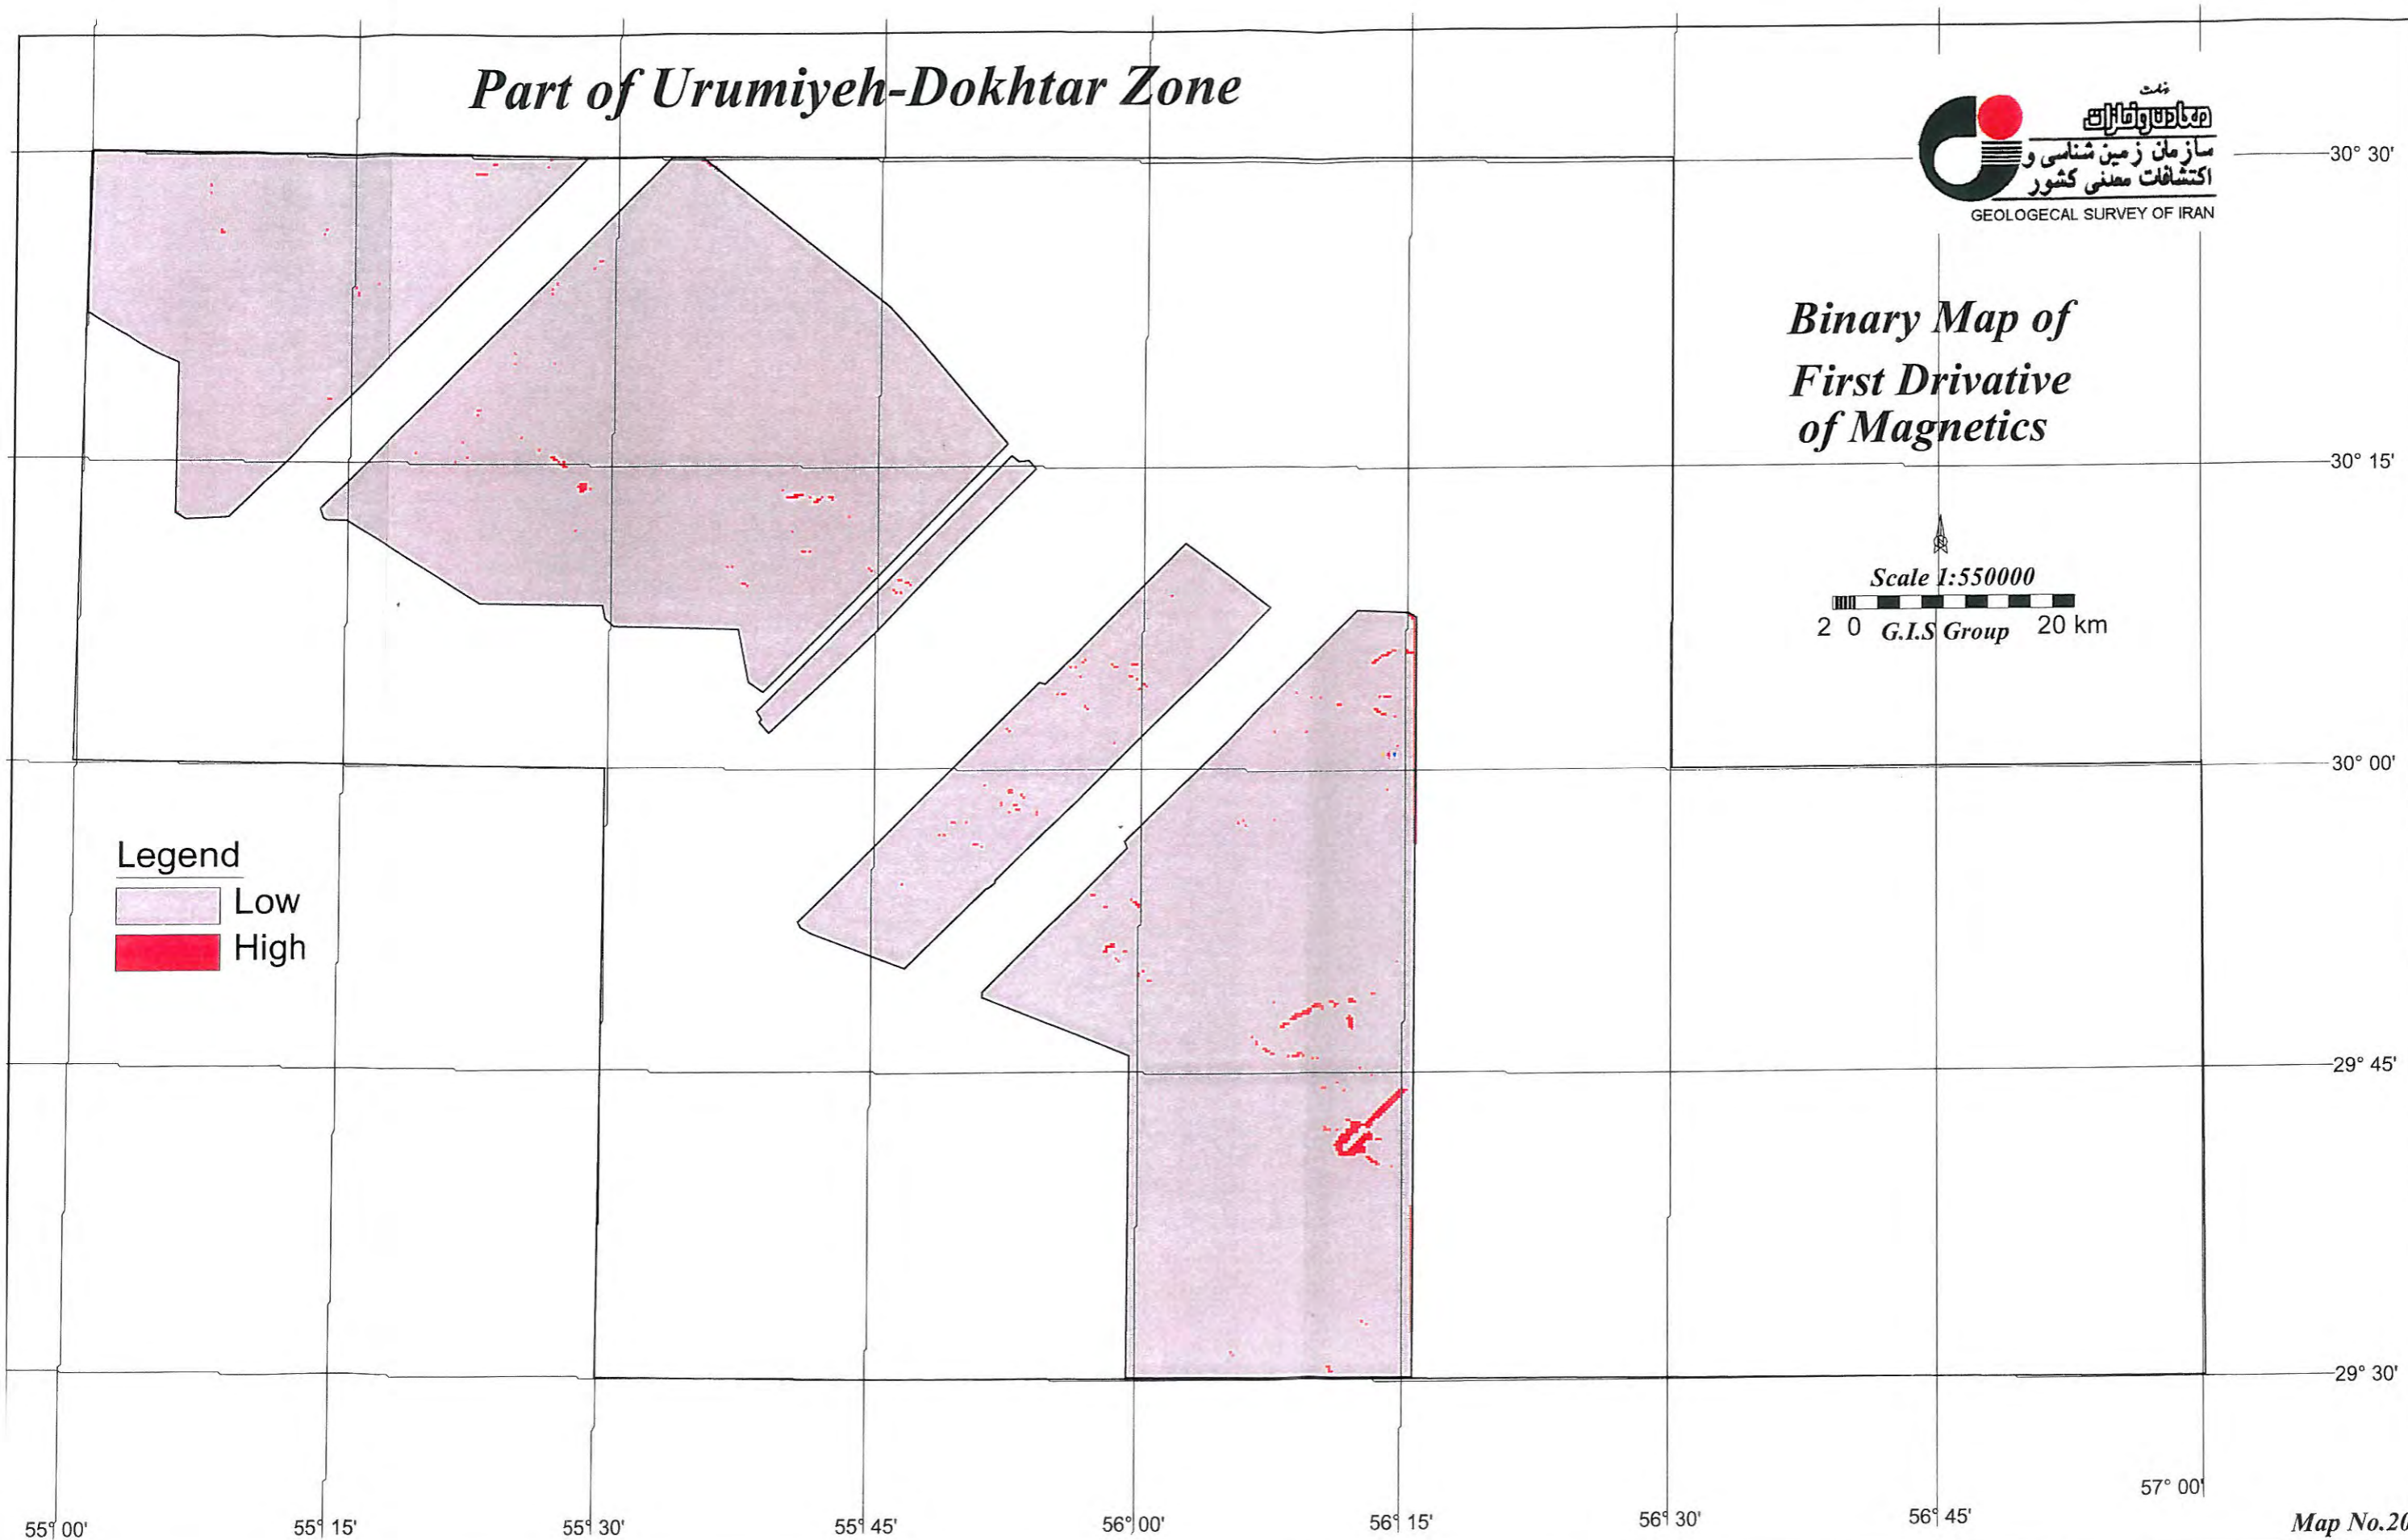 Part of Urumiyeh-Dokhtar Zone
معادن و فلزات
سازمان زمین شناسی و
اکتشافات معدنی کشور
GEOLOGECAL SURVEY OF IRAN
Binary Map of
First Drivative
of Magnetics
Scale 1:550000
2 0 G.I.S Group 20 km
30° 30'
30° 15'
30° 00'
29° 45'
29° 30'
Legend
Low
High
57° 00'
55° 00' 55° 15' 55° 30' 55° 45' 56° 00' 56° 15' 56° 30' 56° 45'
Map No.20